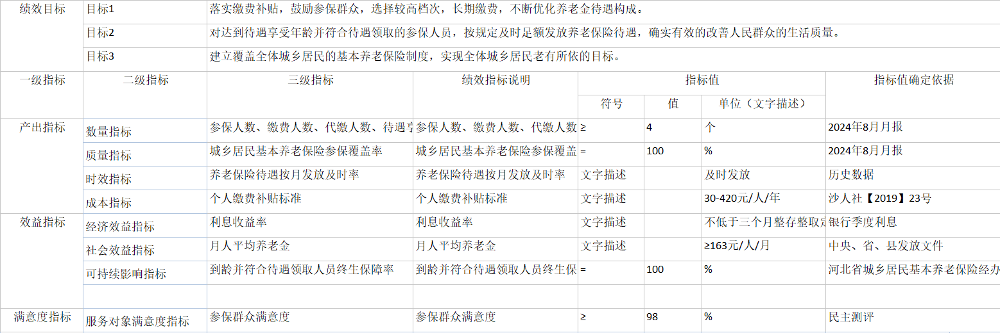 绩效目标 目标1 落实缴费补贴，鼓励参保群众，选择较高档次，长期缴费，不断优化养老金待遇构成。
目标2 对达到待遇享受年龄并符合待遇领取的参保人员，按规定及时足额发放养老保险待遇，确实有效的改善人民群众的生活质量。
目标3 建立覆盖全体城乡居民的基本养老保险制度，实现全体城乡居民老有所依的目标。
一级指标 二级指标 三级指标 绩效指标说明 指标值 指标值确定依据
符号 值 单位（文字描述）
产出指标 数量指标 参保人数、缴费人数、代缴人数、待遇享 参保人数、缴费人数、代缴人数 ≥ 4 个 2024年8月月报
质量指标 城乡居民基本养老保险参保覆盖率 城乡居民基本养老保险参保覆盖 = 100 % 2024年8月月报
时效指标 养老保险待遇按月发放及时率 养老保险待遇按月发放及时率 文字描述 及时发放 历史数据
成本指标 个人缴费补贴标准 个人缴费补贴标准 文字描述 30-420元/人/年 沙人社【2019】23号
效益指标 经济效益指标 利息收益率 利息收益率 文字描述 不低于三个月整存整取定 银行季度利息
社会效益指标 月人平均养老金 月人平均养老金 文字描述 ≥163元/人/月 中央、省、县发放文件
可持续影响指标 到龄并符合待遇领取人员终生保障率 到龄并符合待遇领取人员终生保 = 100 % 河北省城乡居民基本养老保险经办
满意度指标 服务对象满意度指标 参保群众满意度 参保群众满意度 ≥ 98 % 民主测评